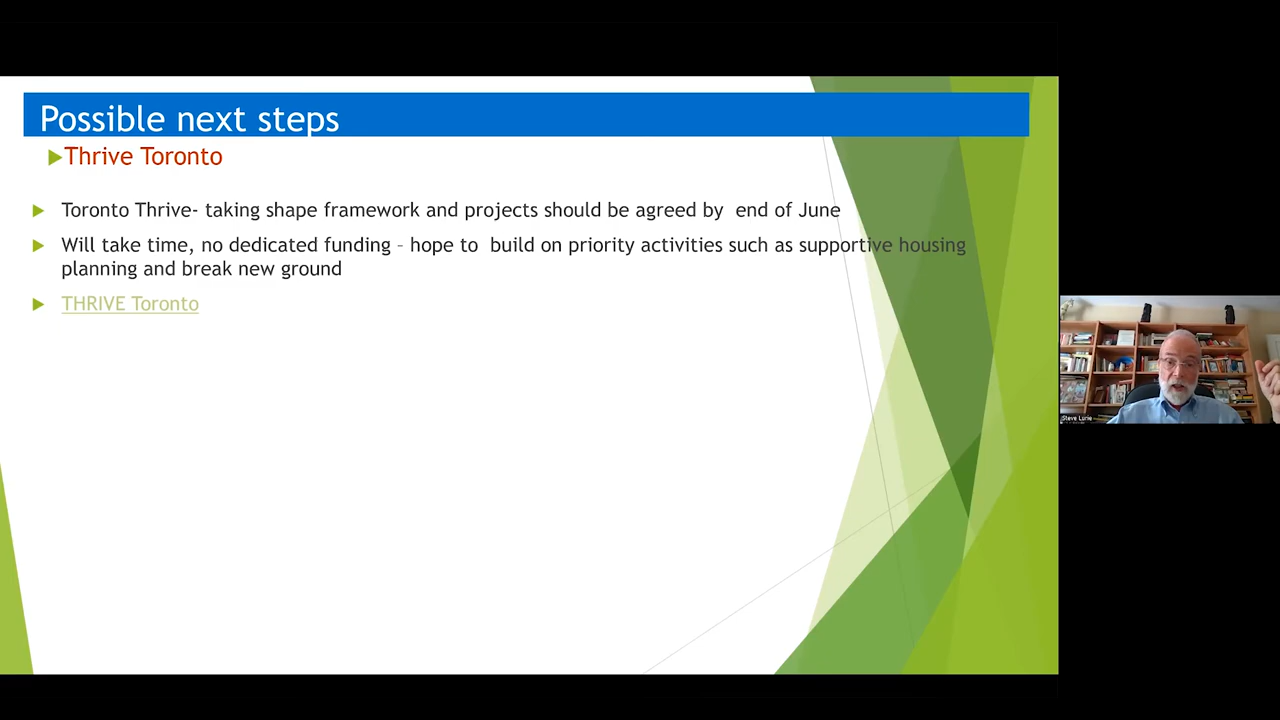 Possible next steps
Thrive Toronto
Toronto Thrive- taking shape framework and projects should be agreed by  end of June
Will take time, no dedicated funding – hope to  build on priority activities such as supportive housing
planning and break new ground
THRIVE Toronto
Steve Lurie